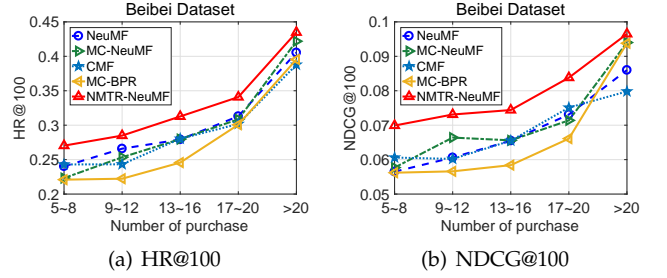 Beibei Dataset
HR@100
0.45
0.4
0.35
0.3
0.25
0.2
NeuMF
MC-NeuMF
CMF
MC-BPR
NMTR-NeuMF
5~8 9~12 13~16 17~20 >20
Number of purchase
(a) HR@100
Beibei Dataset
NDCG@100
0.1
0.09
0.08
0.07
0.06
0.05
NeuMF
MC-NeuMF
CMF
MC-BPR
NMTR-NeuMF
5~8 9~12 13~16 17~20 >20
Number of purchase
(b) NDCG@100